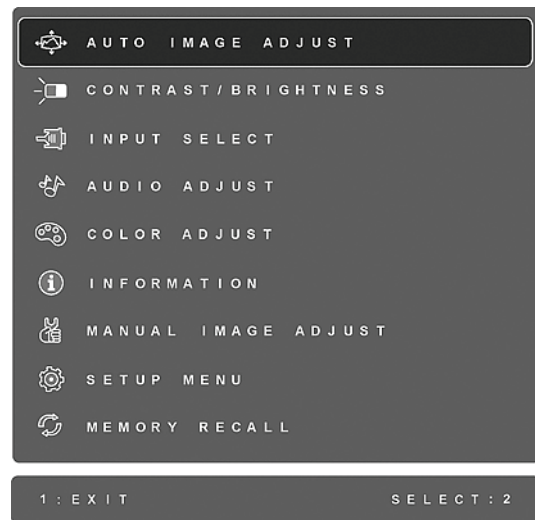 AUTO IMAGE ADJUST
CONTRAST/BRIGHTNESS
INPUT SELECT
AUDIO ADJUST
COLOR ADJUST
INFORMATION
MANUAL IMAGE ADJUST
SETUP MENU
MEMORY RECALL
1:EXIT SELECT:2